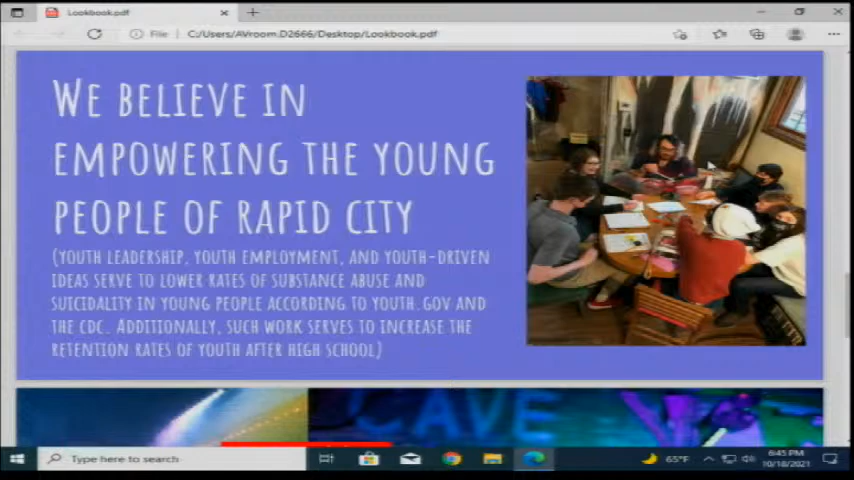 Lookbook.pdf
File
C:/Users/AVroom.D2666/Desktop/Lookbook.pdf
WE BELIEVE IN
EMPOWERING THE YOUNG
PEOPLE OF RAPID CITY
(YOUTH LEADERSHIP, YOUTH EMPLOYMENT, AND YOUTH-DRIVEN
IDEAS SERVE TO LOWER RATES OF SUBSTANCE ABUSE AND
SUICIDALITY IN YOUNG PEOPLE ACCORDING TO YOUTH.GOV AND
THE CDC. ADDITIONALLY, SUCH WORK SERVES TO INCREASE THE
RETENTION RATES OF YOUTH AFTER HIGH SCHOOL)
CAVE
Type here to search
65°F
6:45 PM
10/18/2021